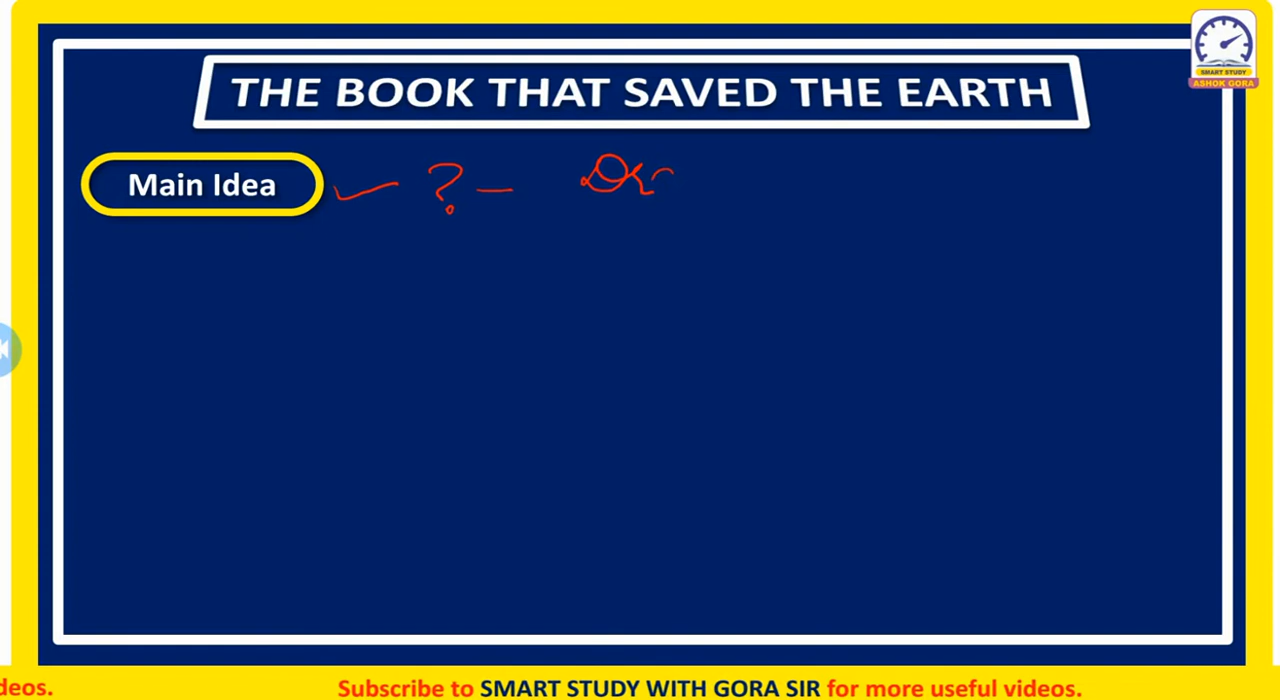 SMART STUDY
ASHOK GORA
THE BOOK THAT SAVED THE EARTH
Main Idea ✓ ? –
deos. Subscribe to SMART STUDY WITH GORA SIR for more useful videos.